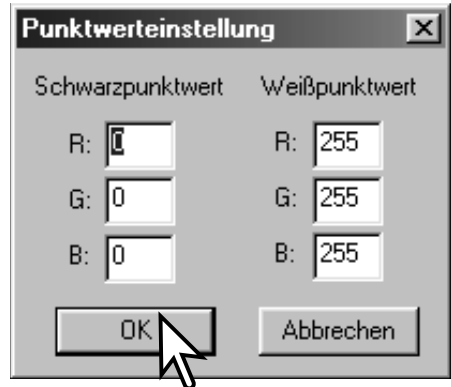 Punktwerteinstellung
Schwarzpunktwert Weißpunktwert
R: 0 R: 255
G: 0 G: 255
B: 0 B: 255
OK Abbrechen